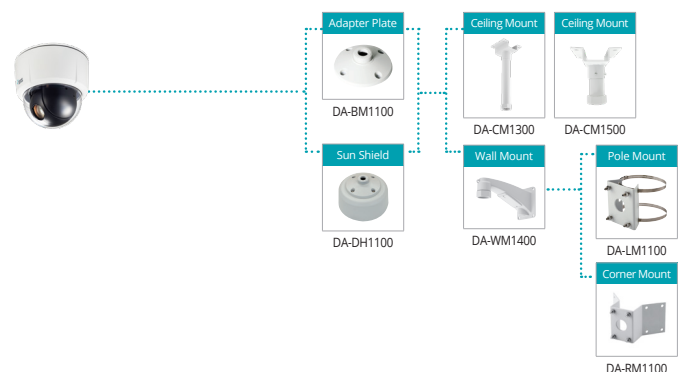 Adapter Plate
DA-BM1100
Ceiling Mount
DA-CM1300
Ceiling Mount
DA-CM1500
Sun Shield
DA-DH1100
Wall Mount
DA-WM1400
Pole Mount
DA-LM1100
Corner Mount
DA-RM1100